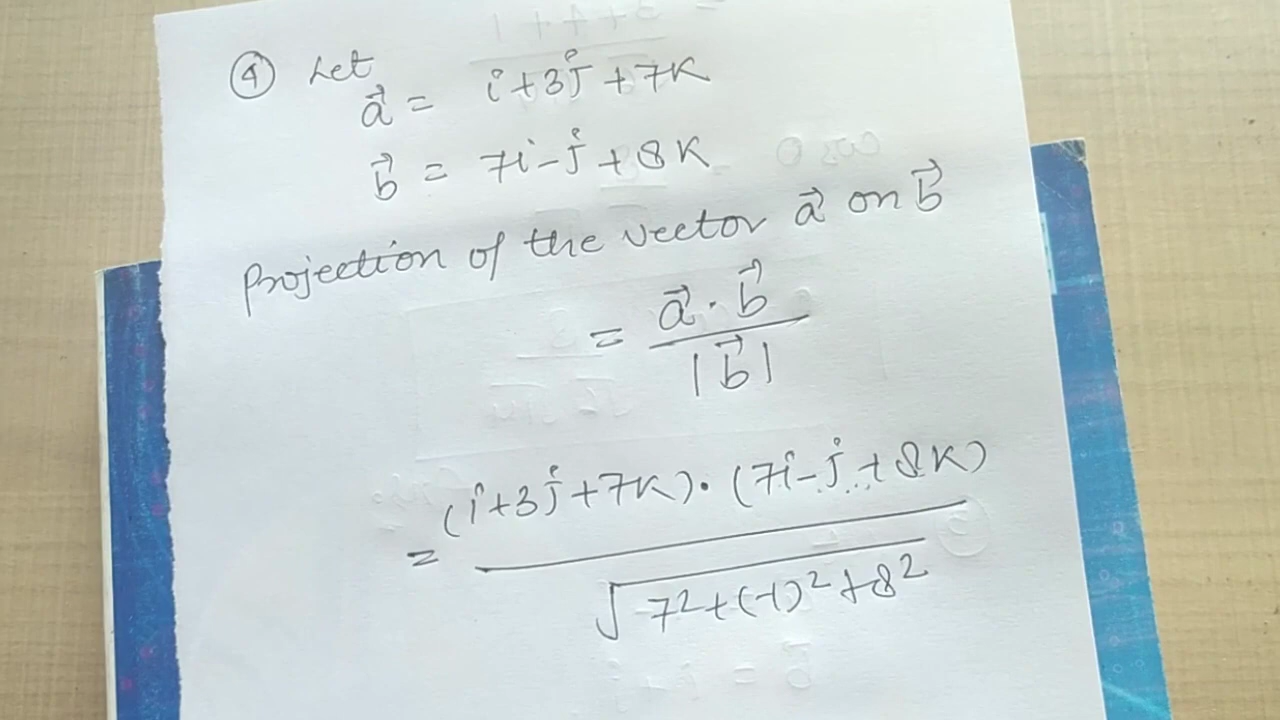 ④ Let
a⃗ = i+3j+7K
b⃗ = 7i-j+8K
Projection of the vector a⃗ on b⃗
= a⃗·b⃗ / |b⃗|
= (i+3j+7K)·(7i-j+8K) / √7²+(-1)²+8²